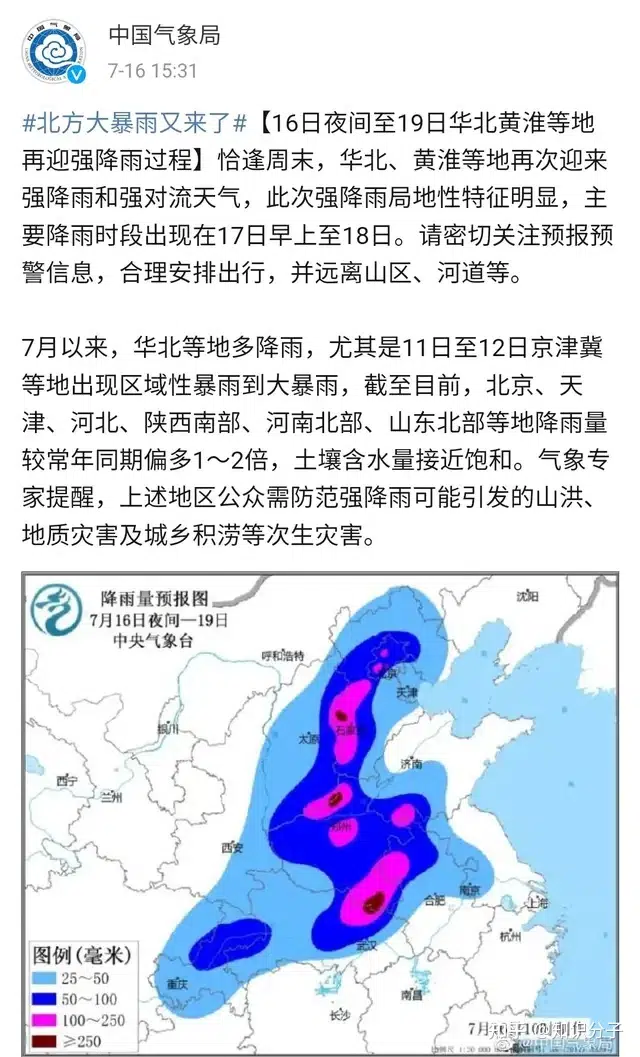 中国气象局
7-16 15:31
#北方大暴雨又来了#【16日夜间至19日华北黄淮等地
再迎强降雨过程】恰逢周末，华北、黄淮等地再次迎来
强降雨和强对流天气，此次强降雨局地性特征明显，主
要降雨时段出现在17日早上至18日。请密切关注预报预
警信息，合理安排出行，并远离山区、河道等。
7月以来，华北等地多降雨，尤其是11日至12日京津冀
等地出现区域性暴雨到大暴雨，截至目前，北京、天
津、河北、陕西南部、河南北部、山东北部等地降雨量
较常年同期偏多1～2倍，土壤含水量接近饱和。气象专
家提醒，上述地区公众需防范强降雨可能引发的山洪、
地质灾害及城乡积涝等次生灾害。
降雨量预报图
7月16日夜间—19日
中央气象台
沈阳
呼和浩特
北京
天津
银川
太原
石家庄
济南
西宁
兰州
郑州
西安
南京
合肥
上海
武汉
杭州
重庆
南昌
长沙
图例(毫米)
25～50
50～100
100～250
≥250
知乎 @知识分子
@中国气象局